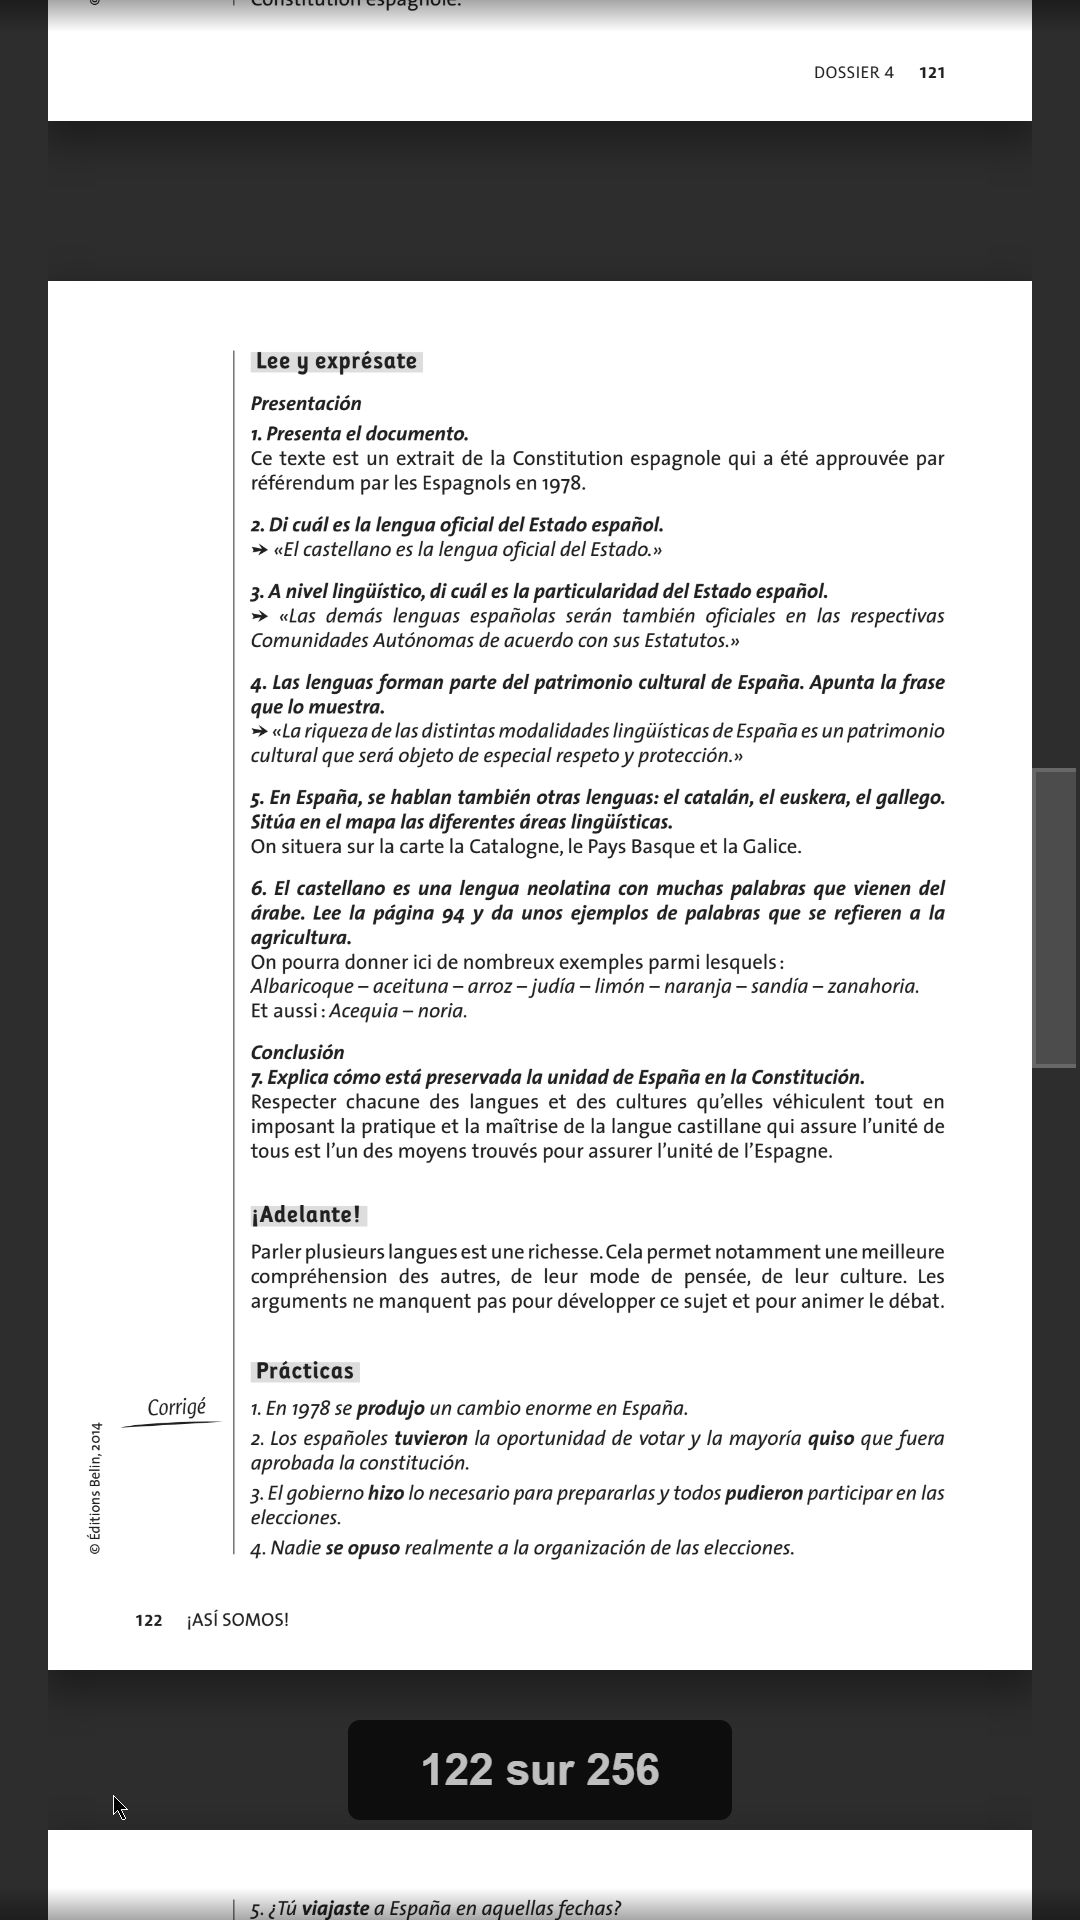 Constitution espagnole.
DOSSIER 4 121
Lee y exprésate
Presentación
1. Presenta el documento.
Ce texte est un extrait de la Constitution espagnole qui a été approuvée par
référendum par les Espagnols en 1978.
2. Di cuál es la lengua oficial del Estado español.
➔ «El castellano es la lengua oficial del Estado.»
3. A nivel lingüístico, di cuál es la particularidad del Estado español.
➔ «Las demás lenguas españolas serán también oficiales en las respectivas
Comunidades Autónomas de acuerdo con sus Estatutos.»
4. Las lenguas forman parte del patrimonio cultural de España. Apunta la frase
que lo muestra.
➔ «La riqueza de las distintas modalidades lingüísticas de España es un patrimonio
cultural que será objeto de especial respeto y protección.»
5. En España, se hablan también otras lenguas: el catalán, el euskera, el gallego.
Sitúa en el mapa las diferentes áreas lingüísticas.
On situera sur la carte la Catalogne, le Pays Basque et la Galice.
6. El castellano es una lengua neolatina con muchas palabras que vienen del
árabe. Lee la página 94 y da unos ejemplos de palabras que se refieren a la
agricultura.
On pourra donner ici de nombreux exemples parmi lesquels :
Albaricoque – aceituna – arroz – judía – limón – naranja – sandía – zanahoria.
Et aussi : Acequia – noria.
Conclusión
7. Explica cómo está preservada la unidad de España en la Constitución.
Respecter chacune des langues et des cultures qu'elles véhiculent tout en
imposant la pratique et la maîtrise de la langue castillane qui assure l'unité de
tous est l'un des moyens trouvés pour assurer l'unité de l'Espagne.
¡Adelante!
Parler plusieurs langues est une richesse. Cela permet notamment une meilleure
compréhension des autres, de leur mode de pensée, de leur culture. Les
arguments ne manquent pas pour développer ce sujet et pour animer le débat.
Prácticas
Corrigé
1. En 1978 se produjo un cambio enorme en España.
2. Los españoles tuvieron la oportunidad de votar y la mayoría quiso que fuera
aprobada la constitución.
3. El gobierno hizo lo necesario para prepararlas y todos pudieron participar en las
elecciones.
4. Nadie se opuso realmente a la organización de las elecciones.
© Éditions Belin, 2014
122 ¡ASÍ SOMOS!
122 sur 256
5. ¿Tú viajaste a España en aquellas fechas?